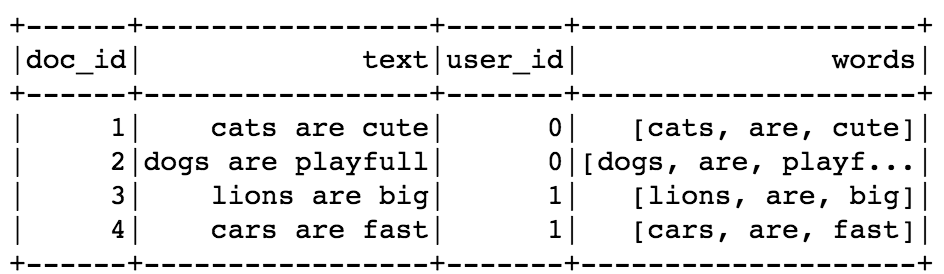 +------+-----------------+-------+--------------------+
|doc_id|             text|user_id|               words|
+------+-----------------+-------+--------------------+
|     1|    cats are cute|      0|   [cats, are, cute]|
|     2|dogs are playfull|      0|[dogs, are, playf...|
|     3|    lions are big|      1|   [lions, are, big]|
|     4|    cars are fast|      1|   [cars, are, fast]|
+------+-----------------+-------+--------------------+